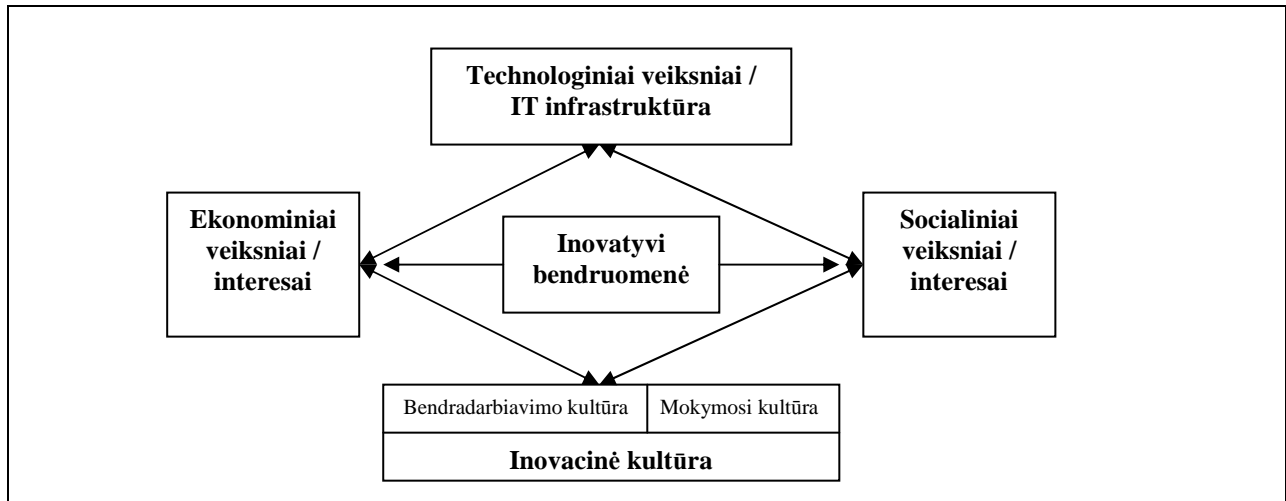 Technologiniai veiksniai /
IT infrastruktūra
Ekonominiai
veiksniai /
interesai
Inovatyvi
bendruomenė
Socialiniai
veiksniai /
interesai
Bendradarbiavimo kultūra
Mokymosi kultūra
Inovacinė kultūra